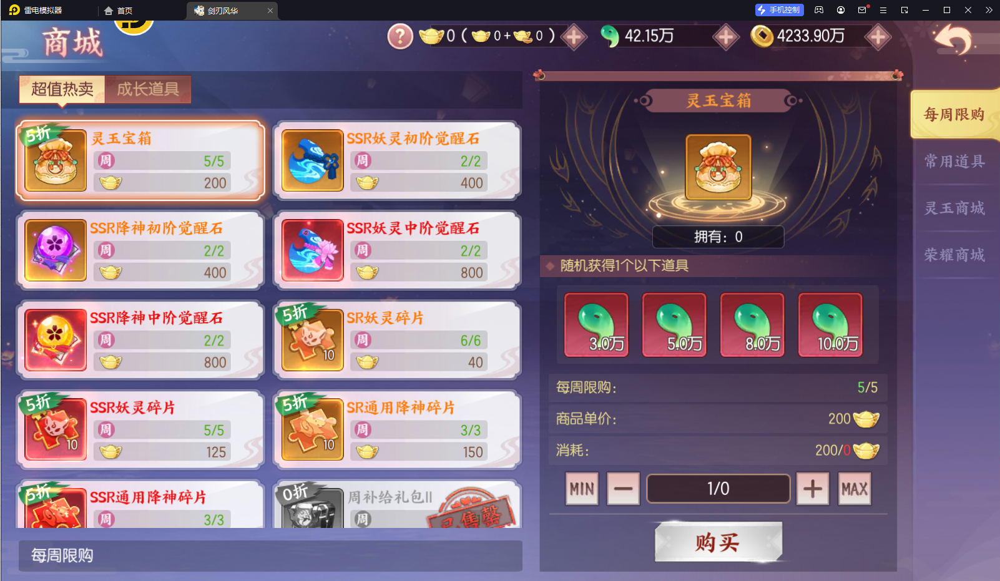 雷电模拟器
首页
剑刃风华
手机控制
商城
?
0 ( 0 + 0 )
42.15万
4233.90万
超值热卖
成长道具
5折
灵玉宝箱
周
5/5
200
SSR妖灵初阶觉醒石
周
2/2
400
SSR降神初阶觉醒石
周
2/2
400
SSR妖灵中阶觉醒石
周
2/2
800
SSR降神中阶觉醒石
周
2/2
800
5折
SR妖灵碎片
10
周
6/6
40
5折
SSR妖灵碎片
10
周
5/5
125
5折
SR通用降神碎片
10
周
3/3
150
5折
SSR通用降神碎片
周
3/3
0折
周补给礼包II
周
已售罄
每周限购
灵玉宝箱
拥有：0
随机获得1个以下道具
3.0万
5.0万
8.0万
10.0万
每周限购：
5/5
商品单价：
200
消耗：
200/0
MIN
1/0
MAX
购买
每周限购
常用道具
灵玉商城
荣耀商城